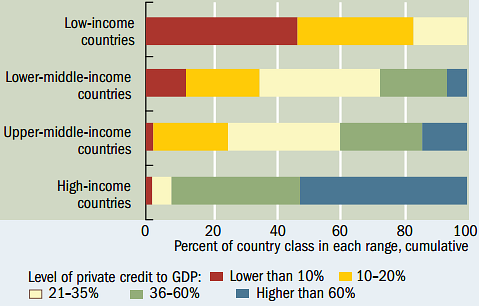 Low-income
countries
Lower-middle-income
countries
Upper-middle-income
countries
High-income
countries
0 20 40 60 80 100
Percent of country class in each range, cumulative
Level of private credit to GDP: Lower than 10% 10–20%
21–35% 36–60% Higher than 60%